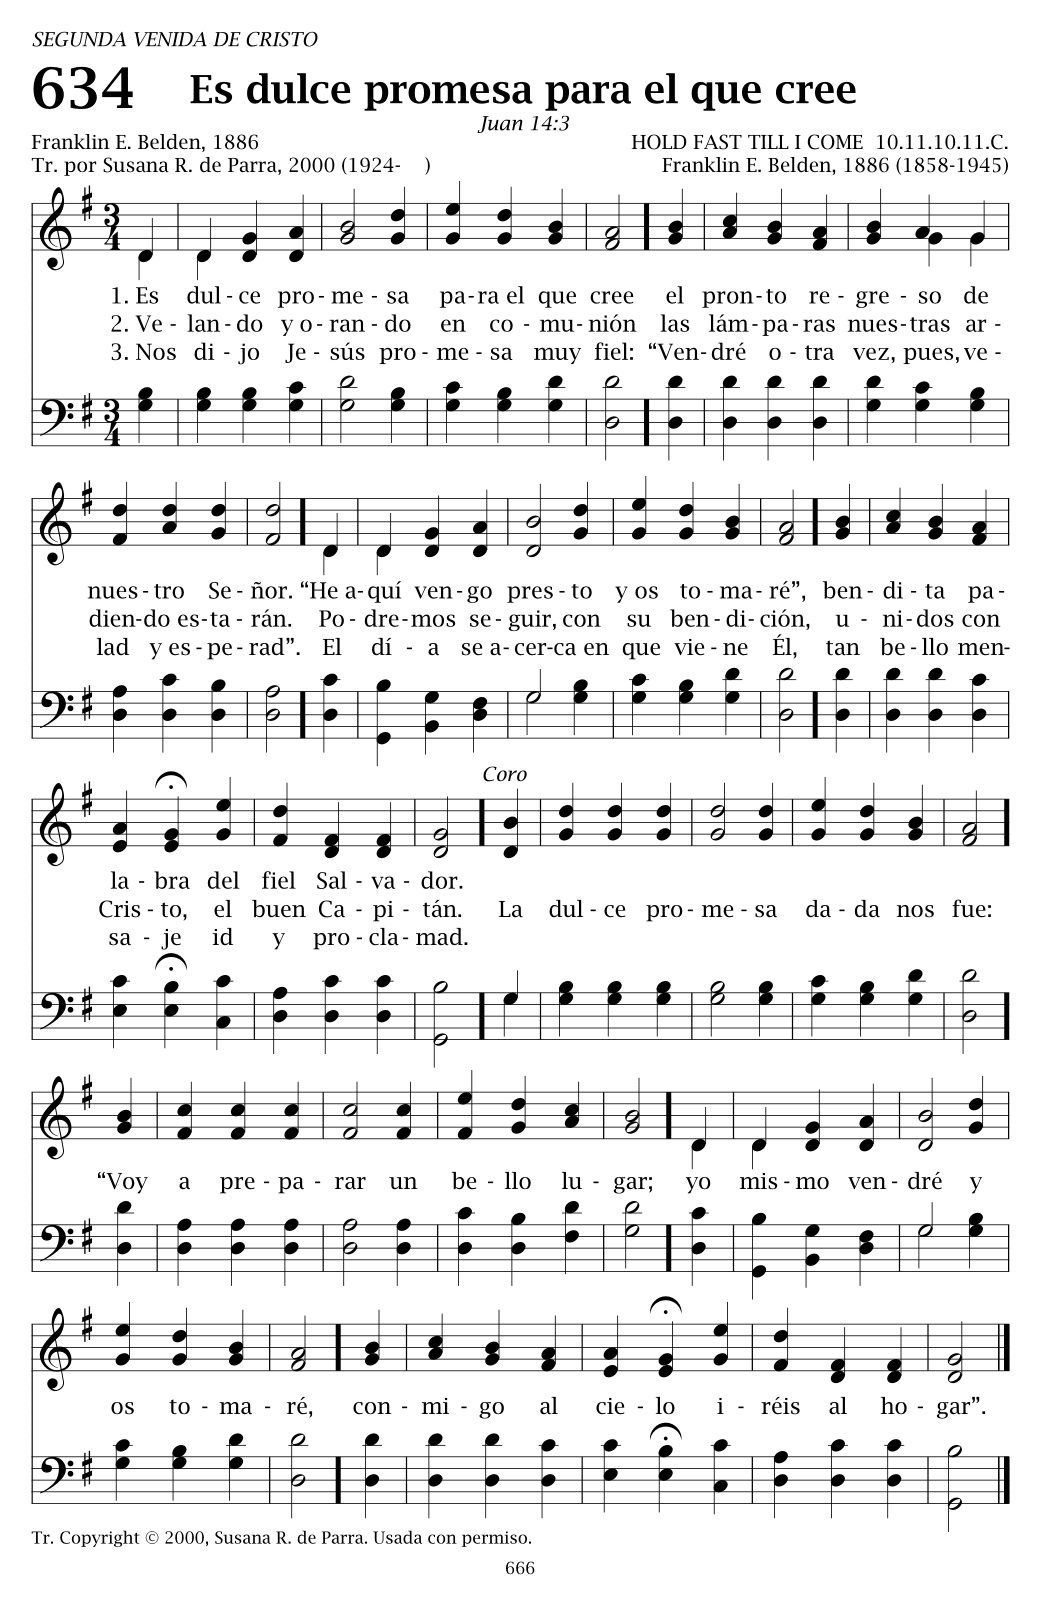 SEGUNDA VENIDA DE CRISTO
634 Es dulce promesa para el que cree
Juan 14:3
Franklin E. Belden, 1886 HOLD FAST TILL I COME 10.11.10.11.C.
Tr. por Susana R. de Parra, 2000 (1924- ) Franklin E. Belden, 1886 (1858-1945)
3
4
1. Es dul - ce pro - me - sa pa - ra el que cree el pron - to re - gre - so de
2. Ve - lan - do y o - ran - do en co - mu - nión las lám - pa - ras nues - tras ar -
3. Nos di - jo Je - sús pro - me - sa muy fiel: “Ven - dré o - tra vez, pues, ve -
3
4
nues - tro Se - ñor. “He a - quí ven - go pres - to y os to - ma - ré”, ben - di - ta pa -
dien - do es - ta - rán. Po - dre - mos se - guir, con su ben - di - ción, u - ni - dos con
lad y es - pe - rad”. El dí - a se a - cer - ca en que vie - ne Él, tan be - llo men -
Coro
la - bra del fiel Sal - va - dor.
Cris - to, el buen Ca - pi - tán. La dul - ce pro - me - sa da - da nos fue:
sa - je id y pro - cla - mad.
“Voy a pre - pa - rar un be - llo lu - gar; yo mis - mo ven - dré y
os to - ma - ré, con - mi - go al cie - lo i - réis al ho - gar”.
Tr. Copyright © 2000, Susana R. de Parra. Usada con permiso.
666